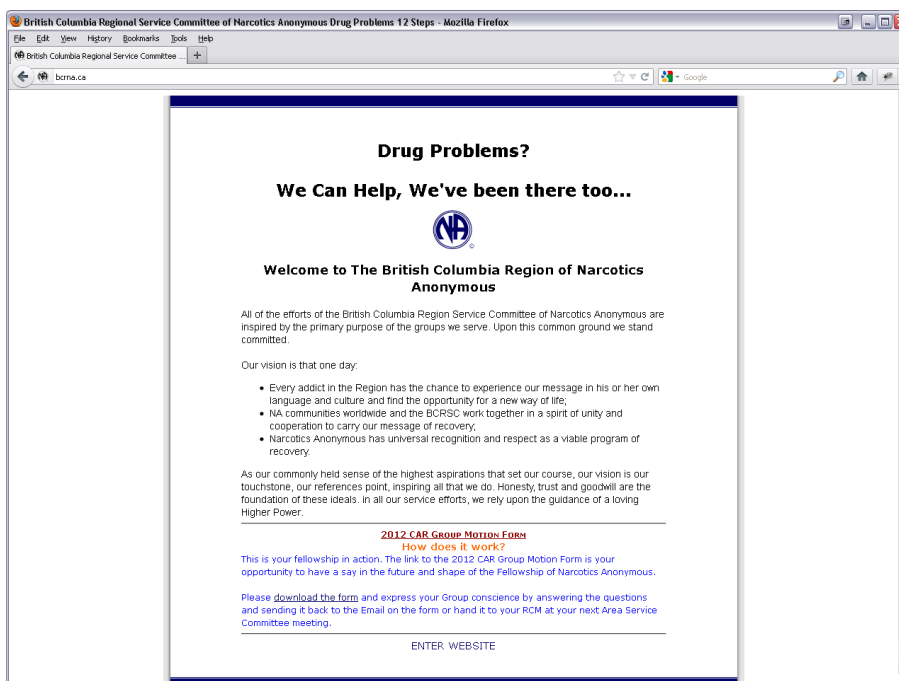 British Columbia Regional Service Committee of Narcotics Anonymous Drug Problems 12 Steps - Mozilla Firefox
File Edit View History Bookmarks Tools Help
British Columbia Regional Service Committee ... +
bcrna.ca Google
Drug Problems?
We Can Help, We've been there too...
NA
Welcome to The British Columbia Region of Narcotics
Anonymous
All of the efforts of the British Columbia Region Service Committee of Narcotics Anonymous are
inspired by the primary purpose of the groups we serve. Upon this common ground we stand
committed.
Our vision is that one day:
• Every addict in the Region has the chance to experience our message in his or her own
language and culture and find the opportunity for a new way of life;
• NA communities worldwide and the BCRSC work together in a spirit of unity and
cooperation to carry our message of recovery;
• Narcotics Anonymous has universal recognition and respect as a viable program of
recovery.
As our commonly held sense of the highest aspirations that set our course, our vision is our
touchstone, our references point, inspiring all that we do. Honesty, trust and goodwill are the
foundation of these ideals. in all our service efforts, we rely upon the guidance of a loving
Higher Power.
2012 CAR Group Motion Form
How does it work?
This is your fellowship in action. The link to the 2012 CAR Group Motion Form is your
opportunity to have a say in the future and shape of the Fellowship of Narcotics Anonymous.
Please download the form and express your Group conscience by answering the questions
and sending it back to the Email on the form or hand it to your RCM at your next Area Service
Committee meeting.
ENTER WEBSITE